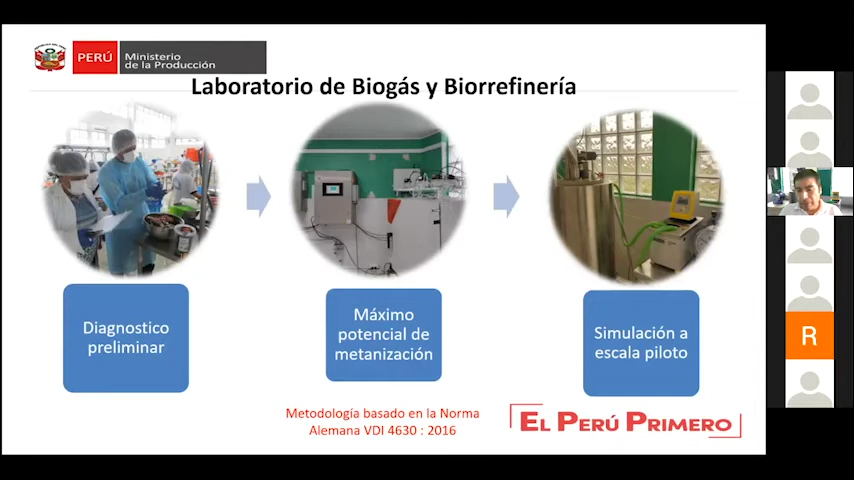 PERÚ
Ministerio
de la Producción
Laboratorio de Biogás y Biorrefinería
Diagnostico
preliminar
Máximo
potencial de
metanización
Simulación a
escala piloto
Metodología basado en la Norma
Alemana VDI 4630 : 2016
EL PERÚ PRIMERO
R